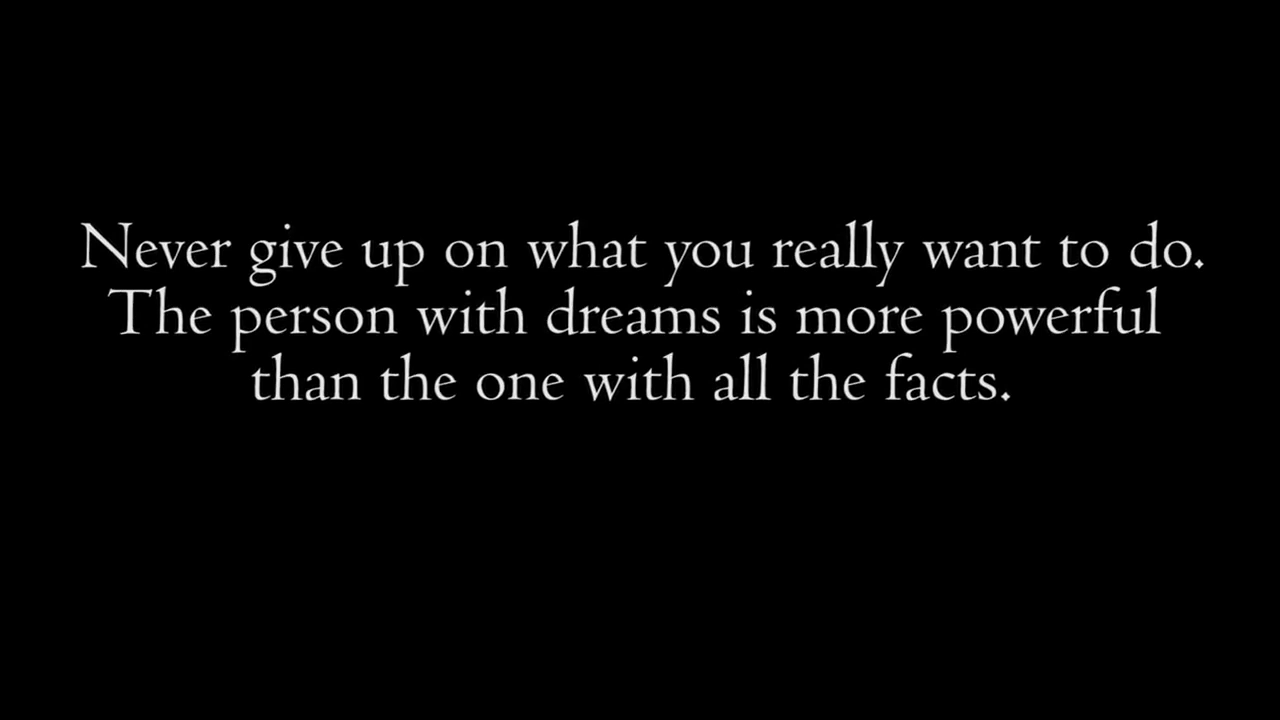 Never give up on what you really want to do.
The person with dreams is more powerful
than the one with all the facts.